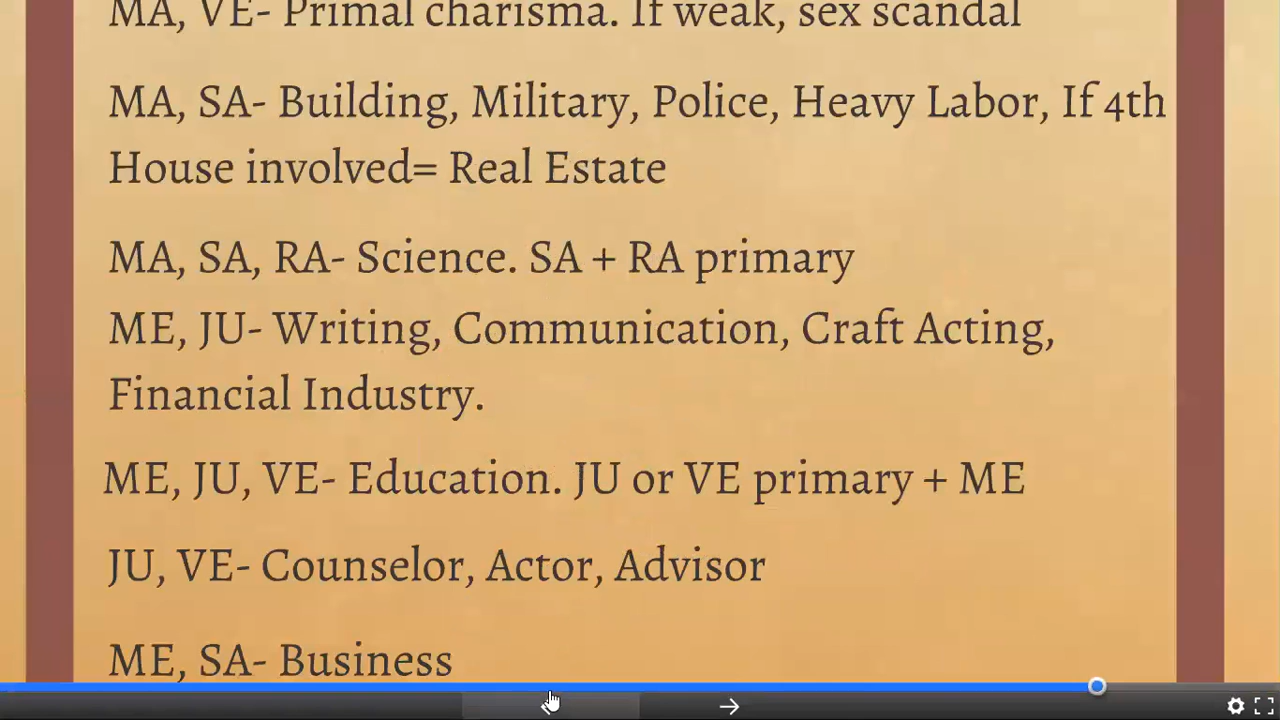 MA, VE- Primal charisma. If weak, sex scandal
MA, SA- Building, Military, Police, Heavy Labor, If 4th
House involved= Real Estate
MA, SA, RA- Science. SA + RA primary
ME, JU- Writing, Communication, Craft Acting,
Financial Industry.
ME, JU, VE- Education. JU or VE primary + ME
JU, VE- Counselor, Actor, Advisor
ME, SA- Business